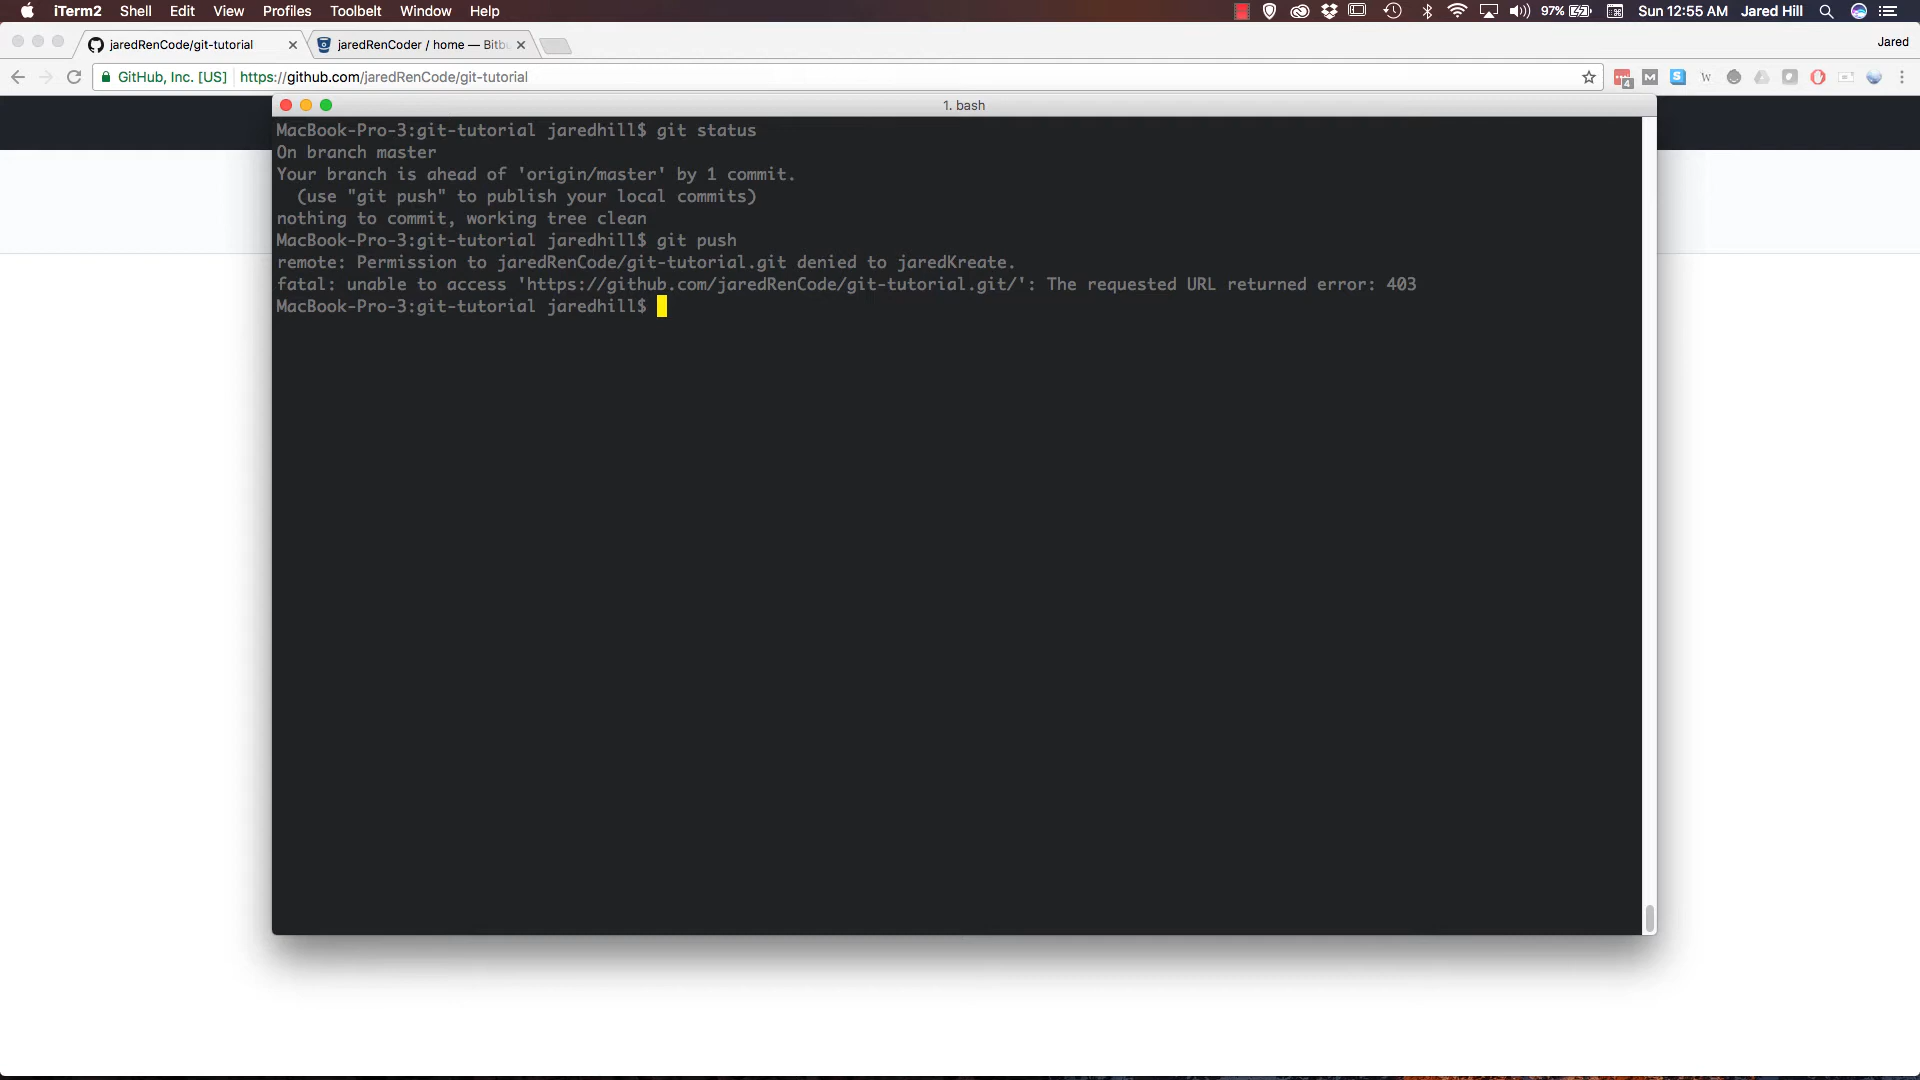 iTerm2 Shell Edit View Profiles Toolbelt Window Help 97% Sun 12:55 AM Jared Hill
jaredRenCode/git-tutorial jaredRenCoder / home — Bitbu Jared
GitHub, Inc. [US] https://github.com/jaredRenCode/git-tutorial
1. bash
MacBook-Pro-3:git-tutorial jaredhill$ git status
On branch master
Your branch is ahead of 'origin/master' by 1 commit.
(use "git push" to publish your local commits)
nothing to commit, working tree clean
MacBook-Pro-3:git-tutorial jaredhill$ git push
remote: Permission to jaredRenCode/git-tutorial.git denied to jaredKreate.
fatal: unable to access 'https://github.com/jaredRenCode/git-tutorial.git/': The requested URL returned error: 403
MacBook-Pro-3:git-tutorial jaredhill$